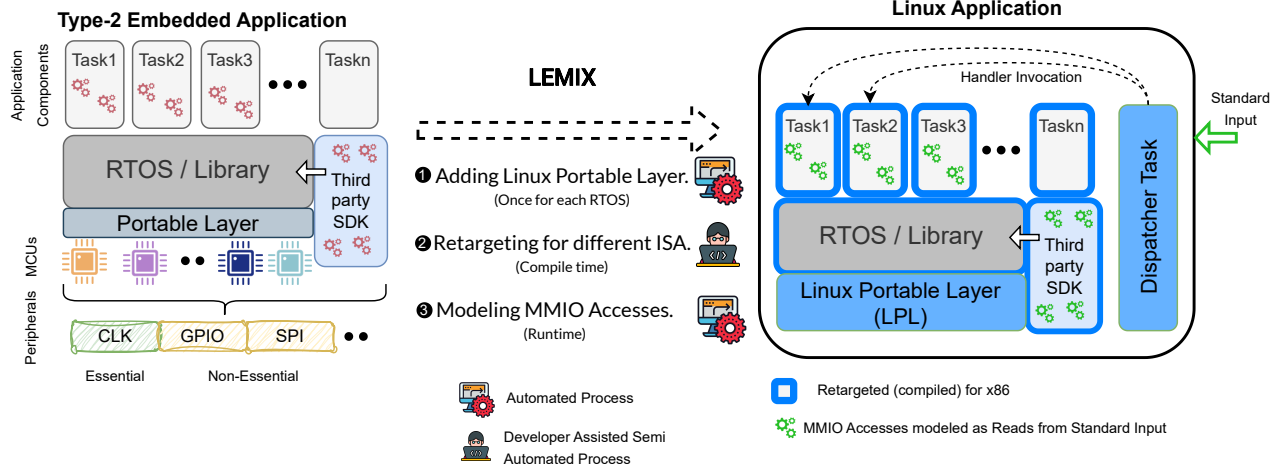 Type-2 Embedded Application
Application
Components
Task1
Task2
Task3
Taskn
RTOS / Library
Third
party
SDK
Portable Layer
MCUs
Peripherals
CLK
GPIO
SPI
Essential
Non-Essential
LEMIX
❶ Adding Linux Portable Layer.
(Once for each RTOS)
❷ Retargeting for different ISA.
(Compile time)
❸ Modeling MMIO Accesses.
(Runtime)
Automated Process
Developer Assisted Semi
Automated Process
Linux Application
Handler Invocation
Standard
Input
Task1
Task2
Task3
Taskn
Dispatcher Task
RTOS / Library
Third
party
SDK
Linux Portable Layer
(LPL)
Retargeted (compiled) for x86
MMIO Accesses modeled as Reads from Standard Input